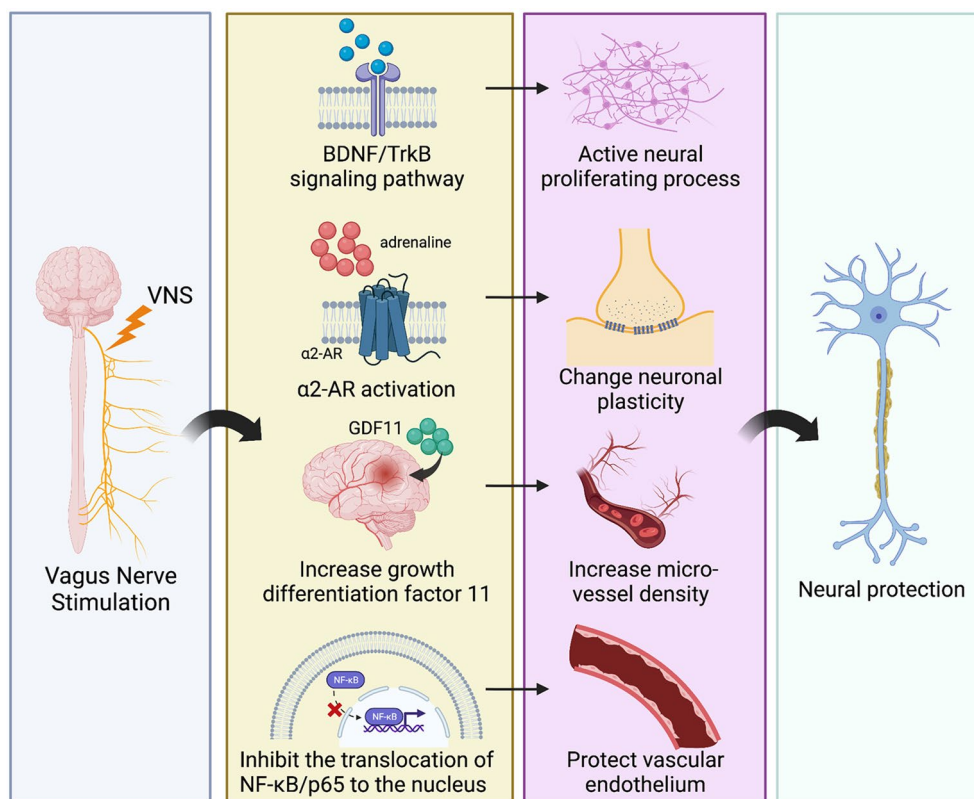 VNS
Vagus Nerve
Stimulation
BDNF/TrkB
signaling pathway
adrenaline
α2-AR
α2-AR activation
GDF11
Increase growth
differentiation factor 11
NF-κB
NF-κB
Inhibit the translocation of
NF-κB/p65 to the nucleus
Active neural
proliferating process
Change neuronal
plasticity
Increase micro-
vessel density
Protect vascular
endothelium
Neural protection